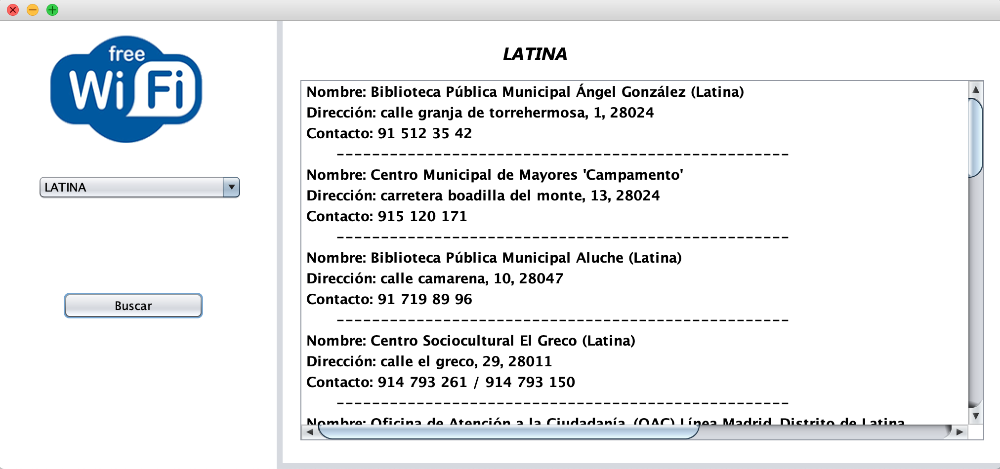 free
WiFi
LATINA
Buscar
LATINA
Nombre: Biblioteca Pública Municipal Ángel González (Latina)
Dirección: calle granja de torrehermosa, 1, 28024
Contacto: 91 512 35 42
---------------------------------------------------
Nombre: Centro Municipal de Mayores 'Campamento'
Dirección: carretera boadilla del monte, 13, 28024
Contacto: 915 120 171
---------------------------------------------------
Nombre: Biblioteca Pública Municipal Aluche (Latina)
Dirección: calle camarena, 10, 28047
Contacto: 91 719 89 96
---------------------------------------------------
Nombre: Centro Sociocultural El Greco (Latina)
Dirección: calle el greco, 29, 28011
Contacto: 914 793 261 / 914 793 150
---------------------------------------------------
Nombre: Oficina de Atención a la Ciudadanía. (OAC) Línea Madrid. Distrito de Latina